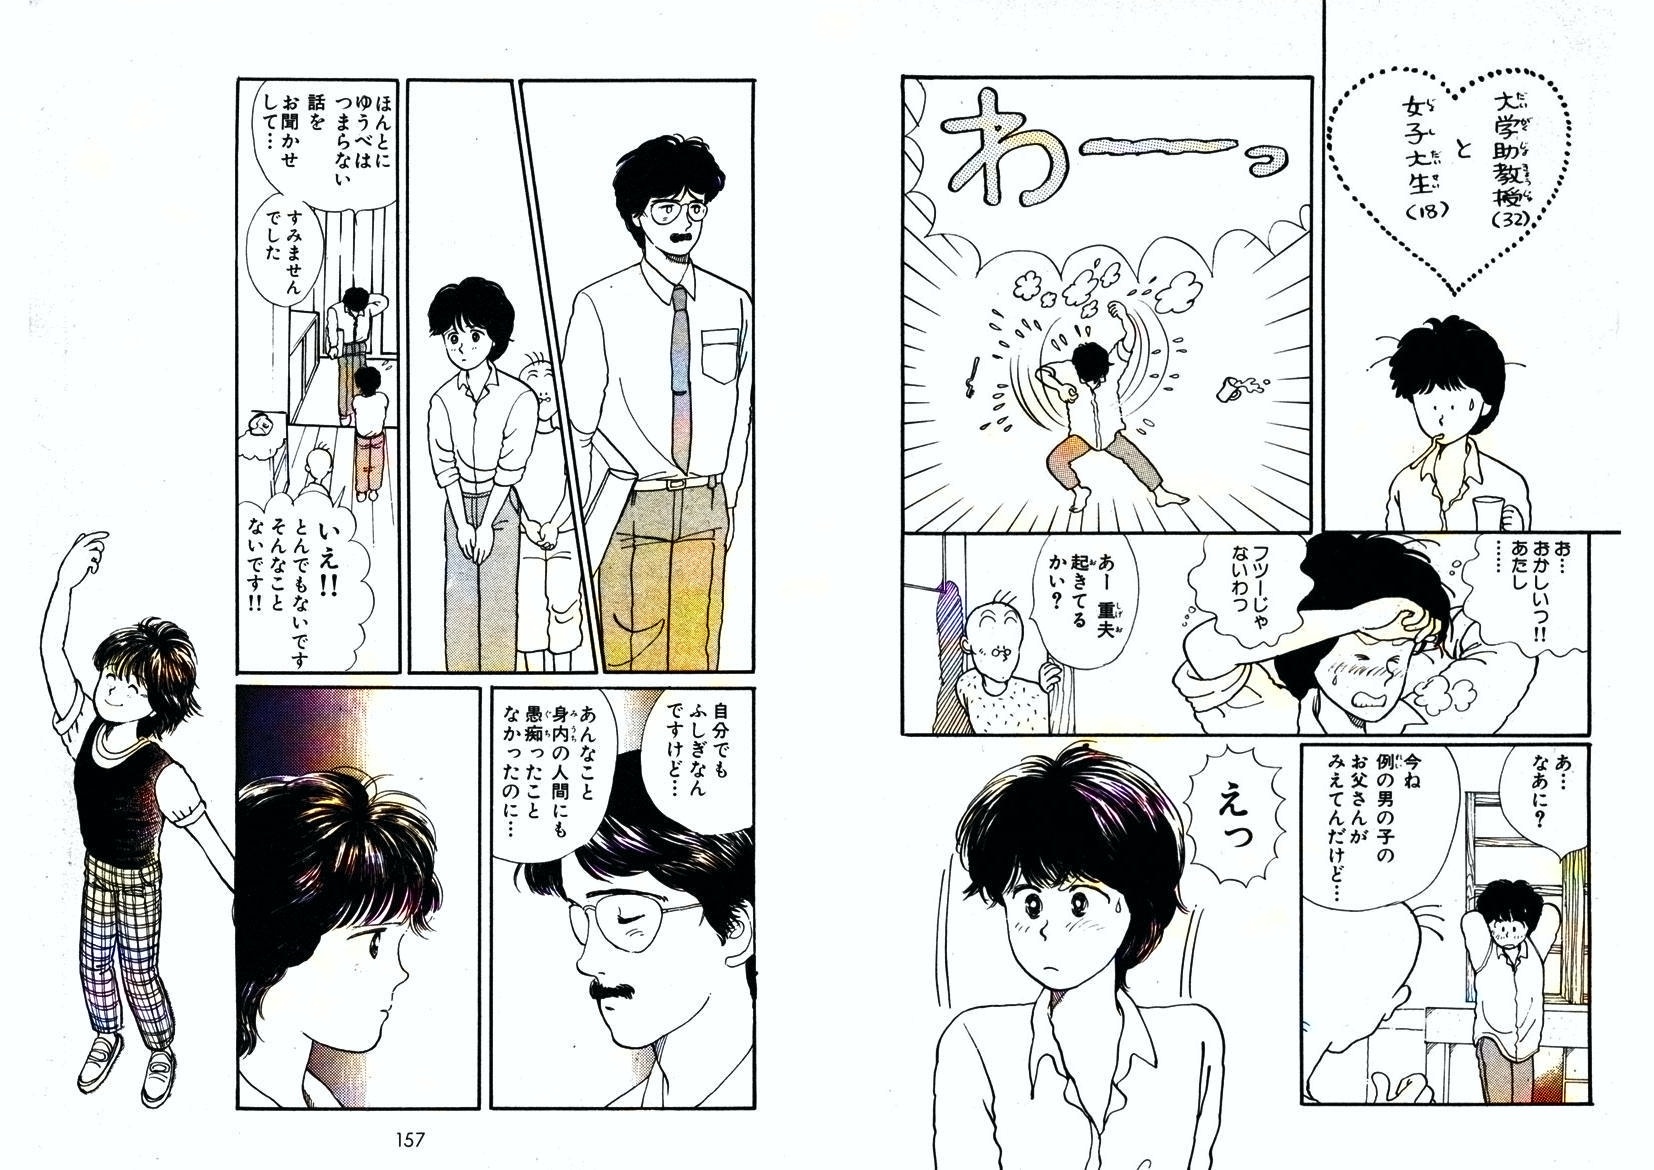 大学助教授(32)
と
女子大生(18)
わーーっ
お…
おかしいっ!!
あたし
……
フツーじゃ
ないわっ
あー 重夫
起きてる
かい?
あ…
なあに?
今ね
例の男の子の
お父さんが
みえてんだけど…
えっ
ほんとに
ゆうべは
つまらない
話を
お聞かせ
して…
すみません
でした
いえ!!
とんでもないです
そんなこと
ないです!!
自分でも
ふしぎなん
ですけど…
あんなこと
身内の人間にも
愚痴ったこと
なかったのに…
157